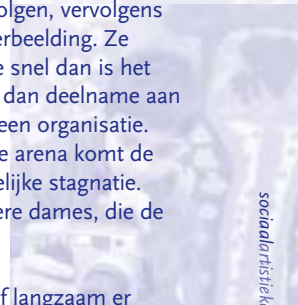 olgen, vervolgens
erbeelding. Ze
e snel dan is het
dan deelname aan
een organisatie.
e arena komt de
elijke stagnatie.
ere dames, die de
of langzaam er
sociaalartistiek